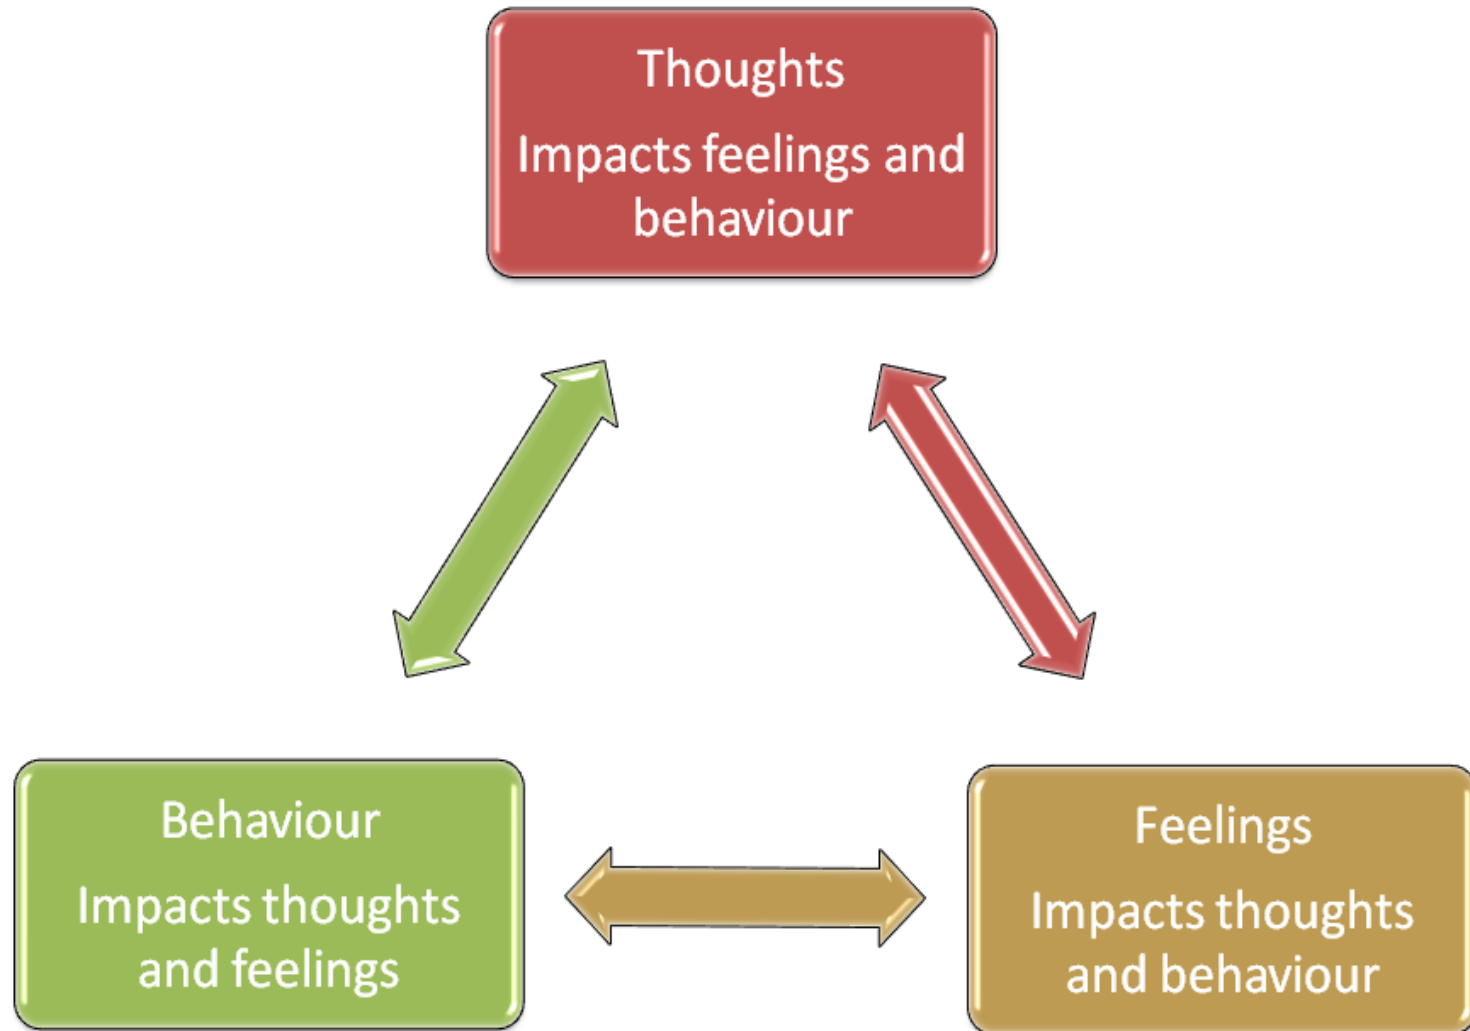 Thoughts
Impacts feelings and
behaviour
Behaviour
Impacts thoughts
and feelings
Feelings
Impacts thoughts
and behaviour